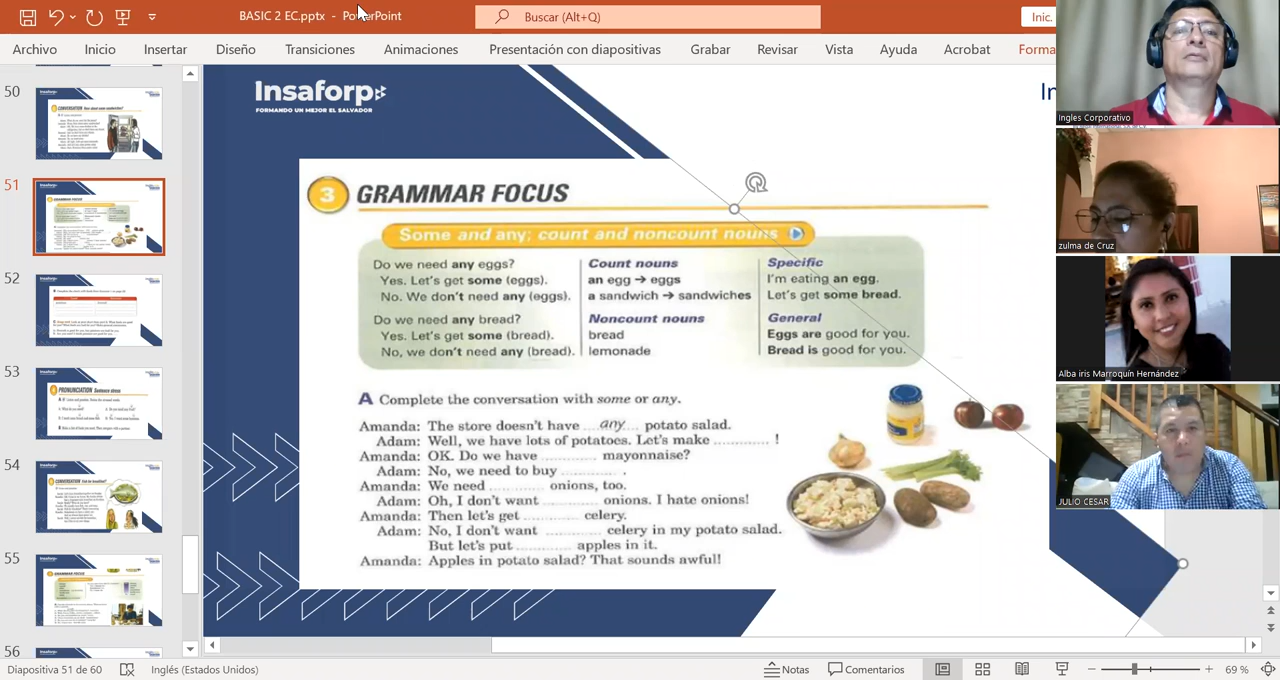 BASIC 2 EC.pptx - PowerPoint
Buscar (Alt+Q)
Inic.
Archivo Inicio Insertar Diseño Transiciones Animaciones Presentación con diapositivas Grabar Revisar Vista Ayuda Acrobat Forma
50
51
52
53
54
55
56
Insaforp
FORMANDO UN MEJOR EL SALVADOR
In
3 GRAMMAR FOCUS
Some and any; count and noncount nouns
Do we need any eggs?
Yes. Let's get some (eggs).
No. We don't need any (eggs).
Do we need any bread?
Yes. Let's get some (bread).
No, we don't need any (bread).
Count nouns
an egg → eggs
a sandwich → sandwiches
Noncount nouns
bread
lemonade
Specific
I'm eating an egg.
Let's get some bread.
General
Eggs are good for you.
Bread is good for you.
A Complete the conversation with some or any.
Amanda: The store doesn't have ....any.... potato salad.
Adam: Well, we have lots of potatoes. Let's make ............ !
Amanda: OK. Do we have ............ mayonnaise?
Adam: No, we need to buy ............ .
Amanda: We need ............ onions, too.
Adam: Oh, I don't want ............ onions. I hate onions!
Amanda: Then let's get ............ celery.
Adam: No, I don't want ............ celery in my potato salad.
But let's put ............ apples in it.
Amanda: Apples in potato salad? That sounds awful!
Ingles Corporativo
zulma de Cruz
Alba iris Marroquín Hernández
JULIO CESAR
Diapositiva 51 de 60
Inglés (Estados Unidos)
Notas
Comentarios
69 %